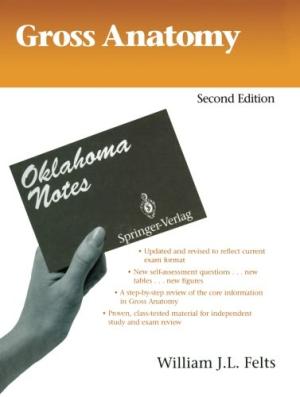 Gross Anatomy
Second Edition
Oklahoma
Notes
Springer-Verlag
• Updated and revised to reflect current
exam format
• New self-assessment questions . . . new
tables . . . new figures
• A step-by-step review of the core information
in Gross Anatomy
• Proven, class-tested material for independent
study and exam review
William J.L. Felts